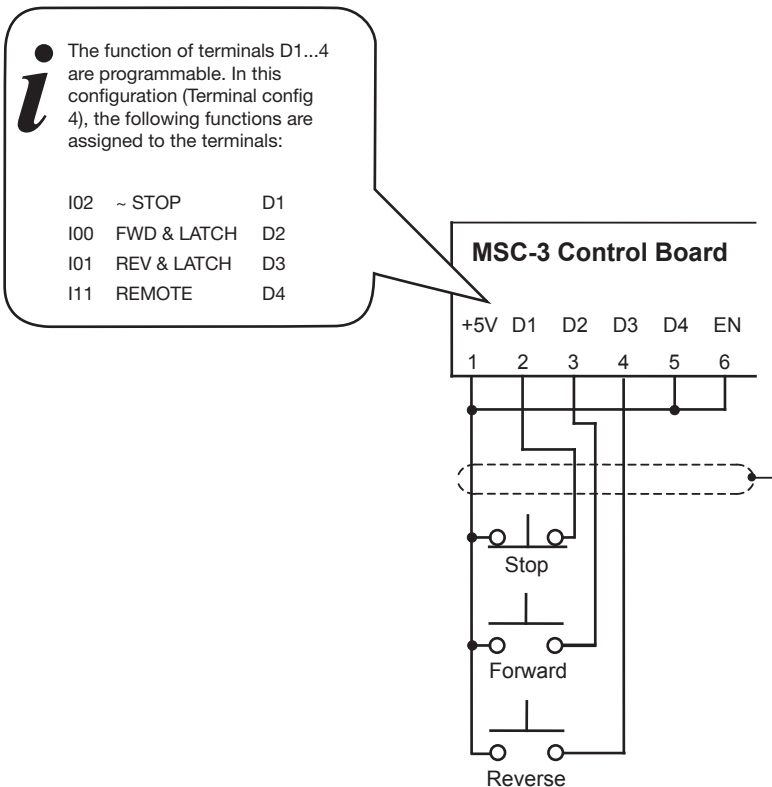 i
The function of terminals D1...4
are programmable. In this
configuration (Terminal config
4), the following functions are
assigned to the terminals:
I02 ~ STOP D1
I00 FWD & LATCH D2
I01 REV & LATCH D3
I11 REMOTE D4
MSC-3 Control Board
+5V D1 D2 D3 D4 EN
1 2 3 4 5 6
Stop
Forward
Reverse